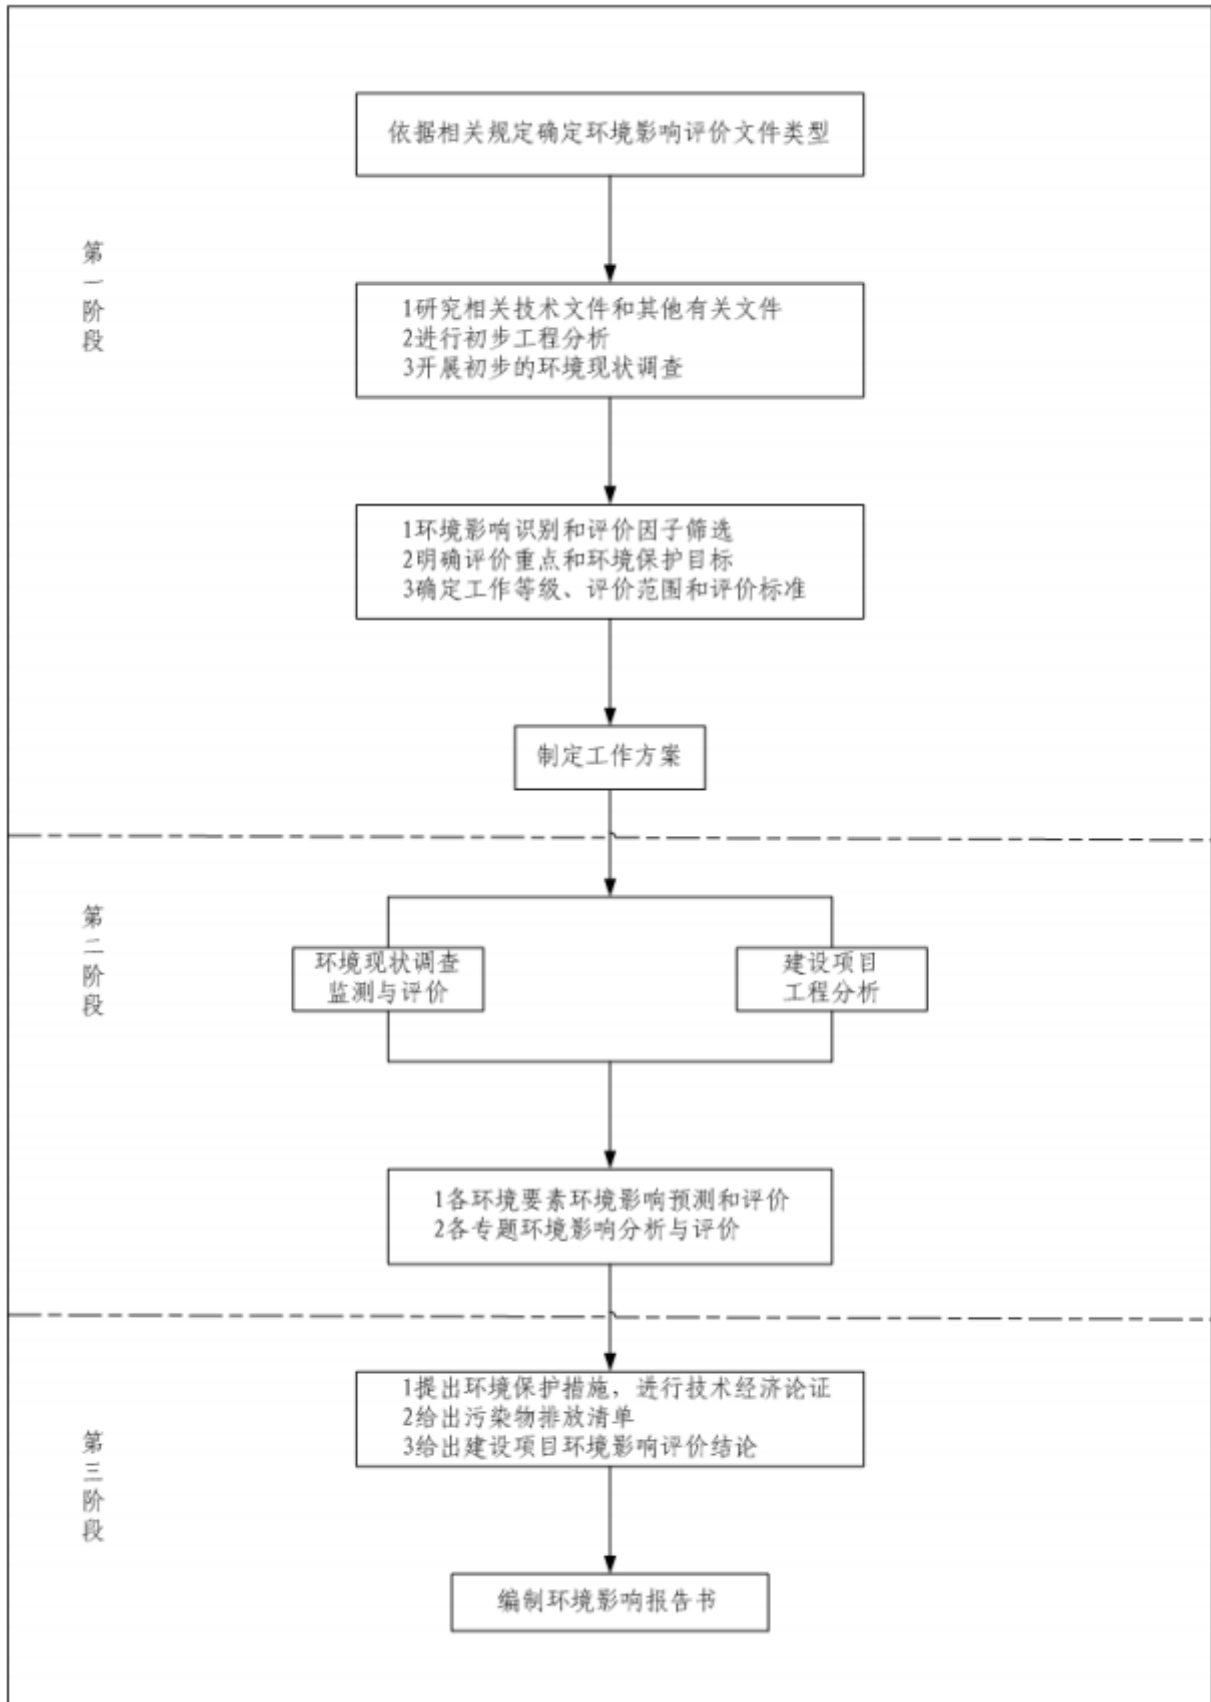 依据相关规定确定环境影响评价文件类型
第一阶段
1研究相关技术文件和其他有关文件
2进行初步工程分析
3开展初步的环境现状调查
1环境影响识别和评价因子筛选
2明确评价重点和环境保护目标
3确定工作等级、评价范围和评价标准
制定工作方案
第二阶段
环境现状调查
监测与评价
建设项目
工程分析
1各环境要素环境影响预测和评价
2各专题环境影响分析与评价
第三阶段
1提出环境保护措施，进行技术经济论证
2给出污染物排放清单
3给出建设项目环境影响评价结论
编制环境影响报告书